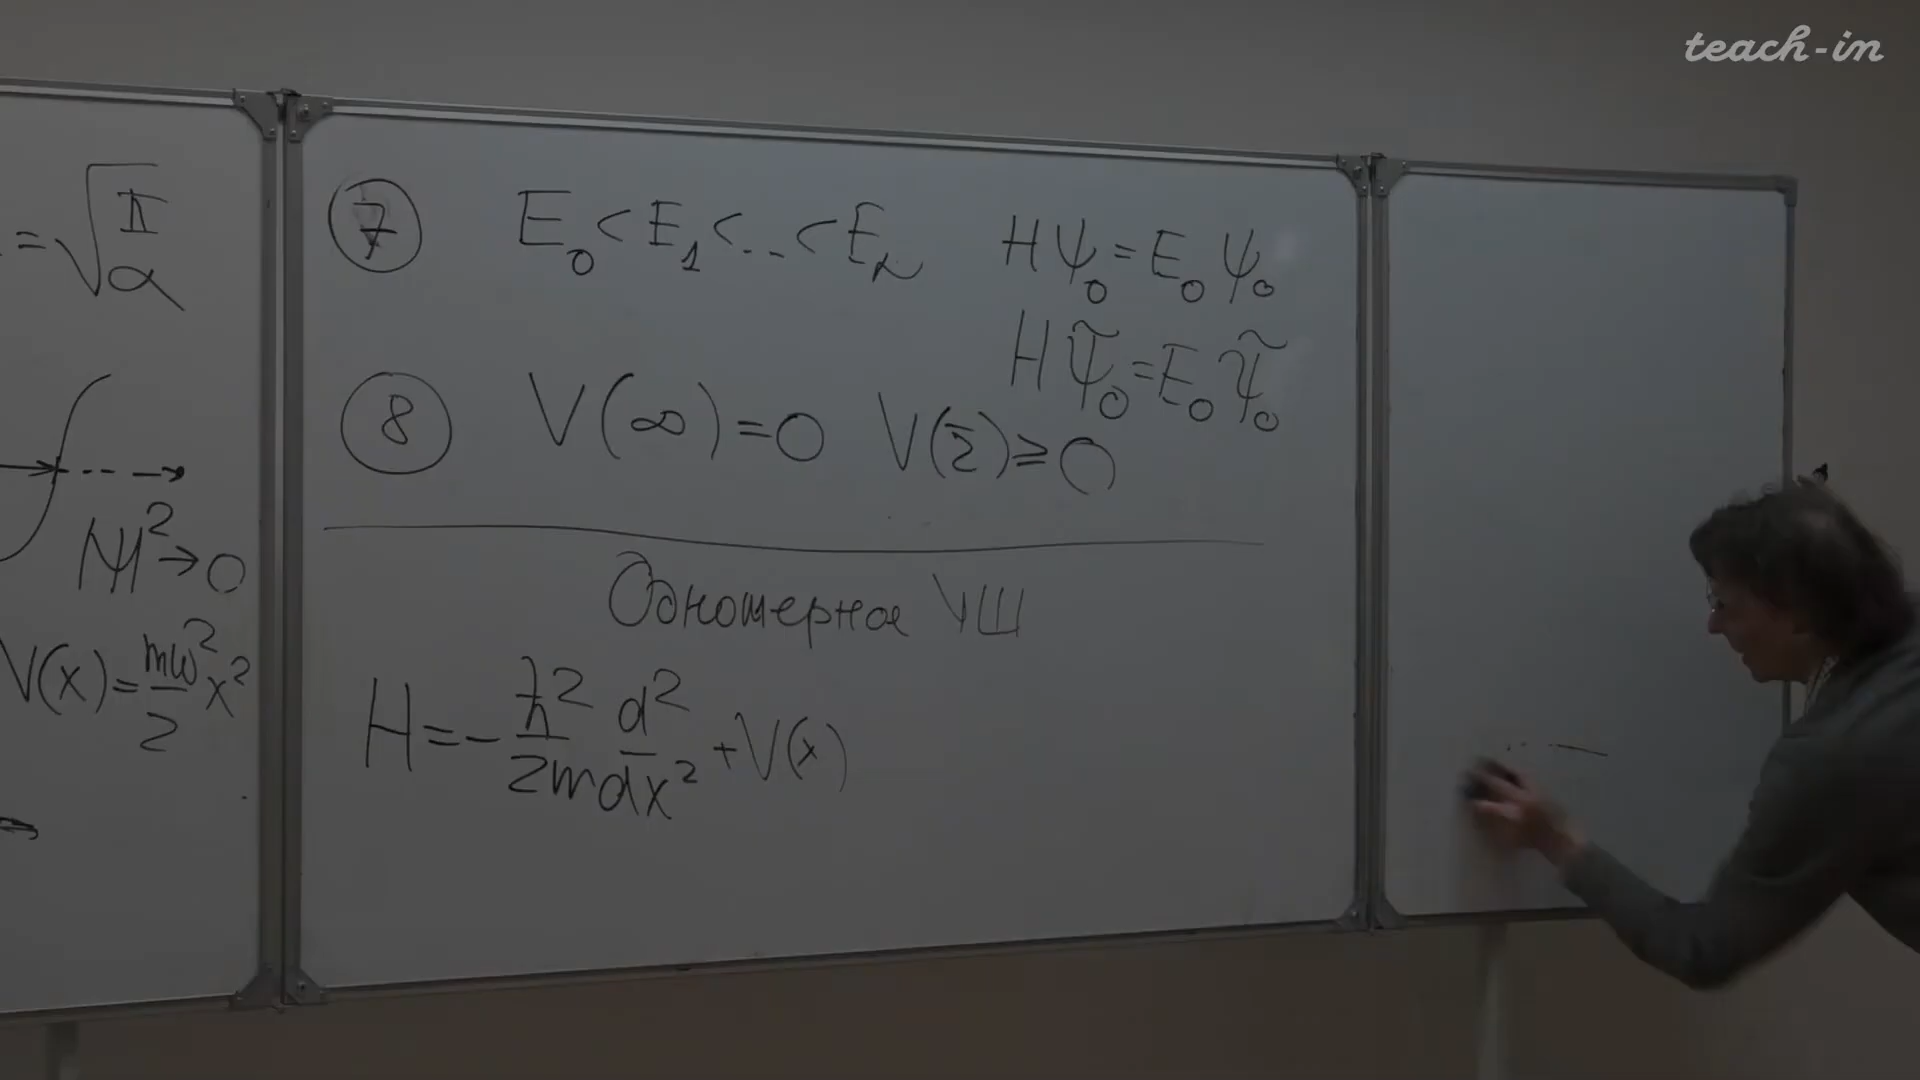 teach-in
= √(π/α)
|ψ|² → 0
V(x) = mω²/2 x²
⑦ E₀ < E₁ < ... < Eₙ Hψ₀ = E₀ψ₀
Hψ̃₀ = E₀ψ̃₀
⑧ V(∞) = 0 V(r̄) ≥ 0
Одномерное УШ
H = -ħ²/2m d²/dx² + V(x)